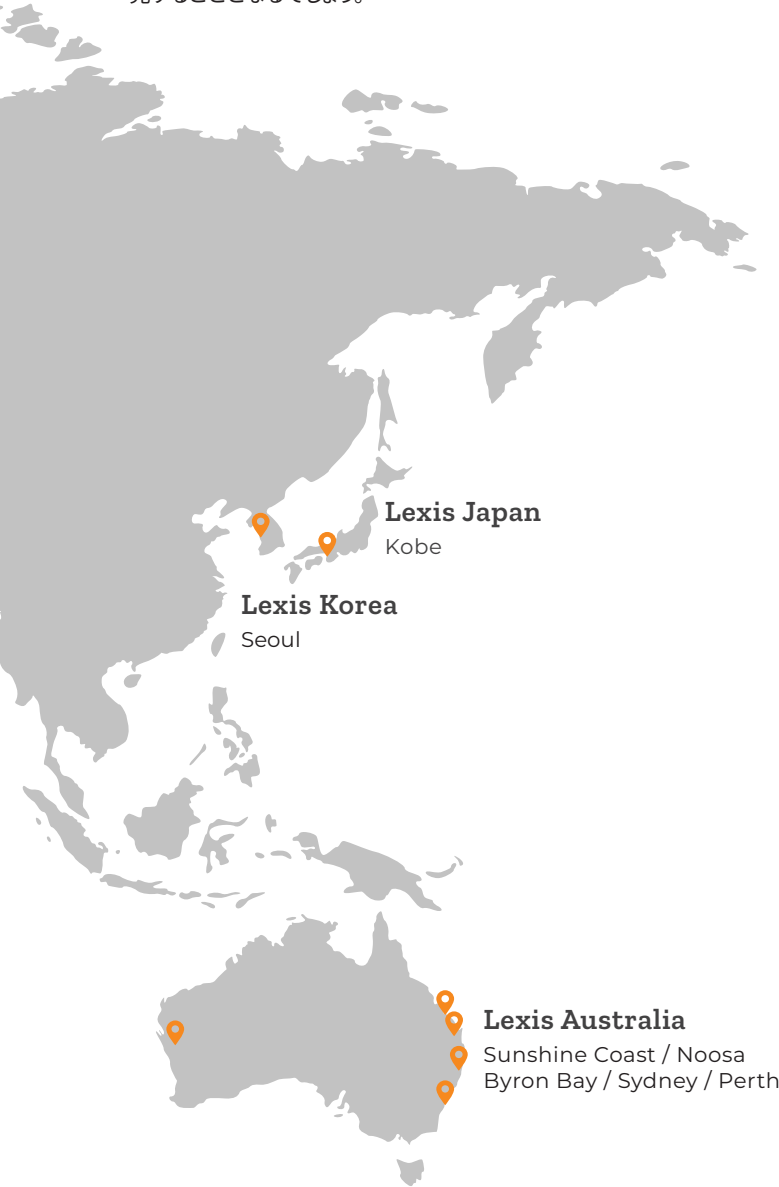 Lexis Japan
Kobe
Lexis Korea
Seoul
Lexis Australia
Sunshine Coast / Noosa
Byron Bay / Sydney / Perth